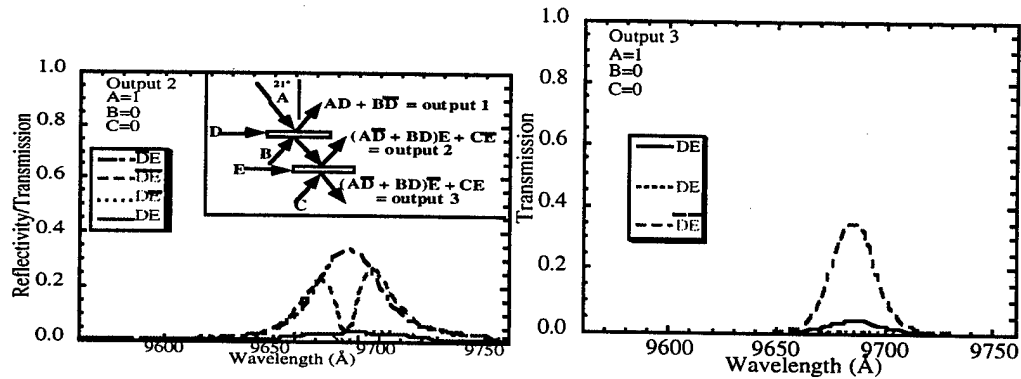 Output 2
A=1
B=0
C=0
D̅E
D̅E̅
DE̅
DE
21°
A
D
B
E
C
AD + BD̅ = output 1
(AD̅ + BD)E + CE̅
= output 2
(AD̅ + BD)E̅ + CE
= output 3
Reflectivity/Transmission
1.0
0.8
0.6
0.4
0.2
0.0
9600
9650
9700
9750
Wavelength (Å)
Output 3
A=1
B=0
C=0
DE
DE
D̅E̅
Transmission
1.0
0.8
0.6
0.4
0.2
0.0
9600
9650
9700
9750
Wavelength (Å)